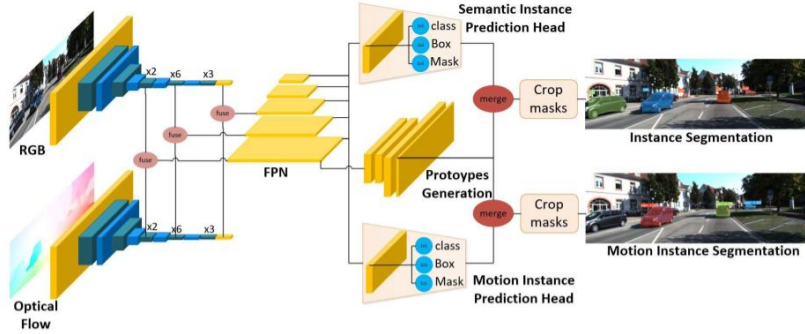 Semantic Instance
Prediction Head
class
Box
Mask
x2
x6
x3
RGB
fuse
fuse
fuse
FPN
merge
Crop
masks
Instance Segmentation
Protoypes
Generation
x2
x6
x3
Optical
Flow
merge
Crop
masks
Motion Instance Segmentation
class
Box
Mask
Motion Instance
Prediction Head